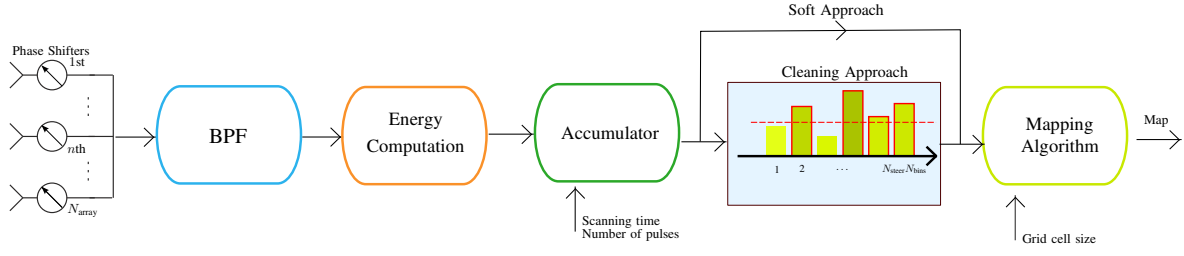 Phase Shifters
1st
nth
N_array
BPF
Energy
Computation
Accumulator
Scanning time
Number of pulses
Soft Approach
Cleaning Approach
1 2 ... N_steer N_bins
Mapping
Algorithm
Grid cell size
Map